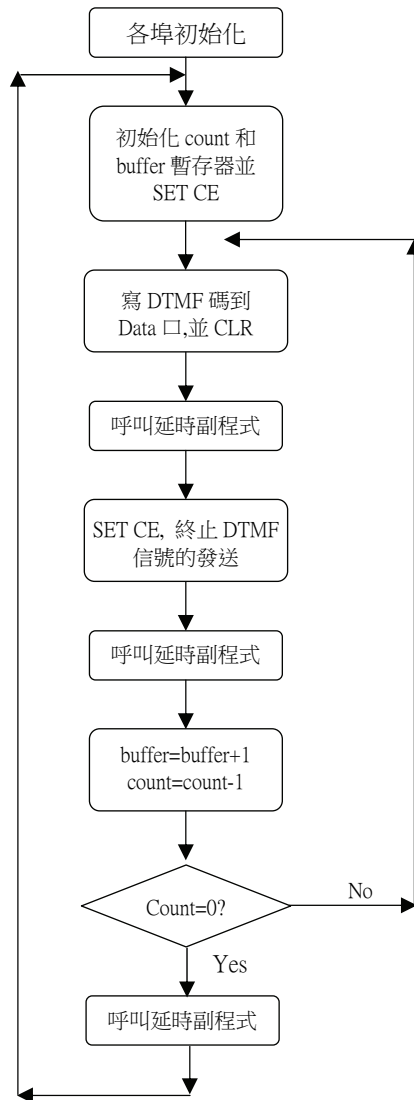 各埠初始化
初始化 count 和
buffer 暫存器並
SET CE
寫 DTMF 碼到
Data 口,並 CLR
呼叫延時副程式
SET CE, 終止 DTMF
信號的發送
呼叫延時副程式
buffer=buffer+1
count=count-1
Count=0?
No
Yes
呼叫延時副程式